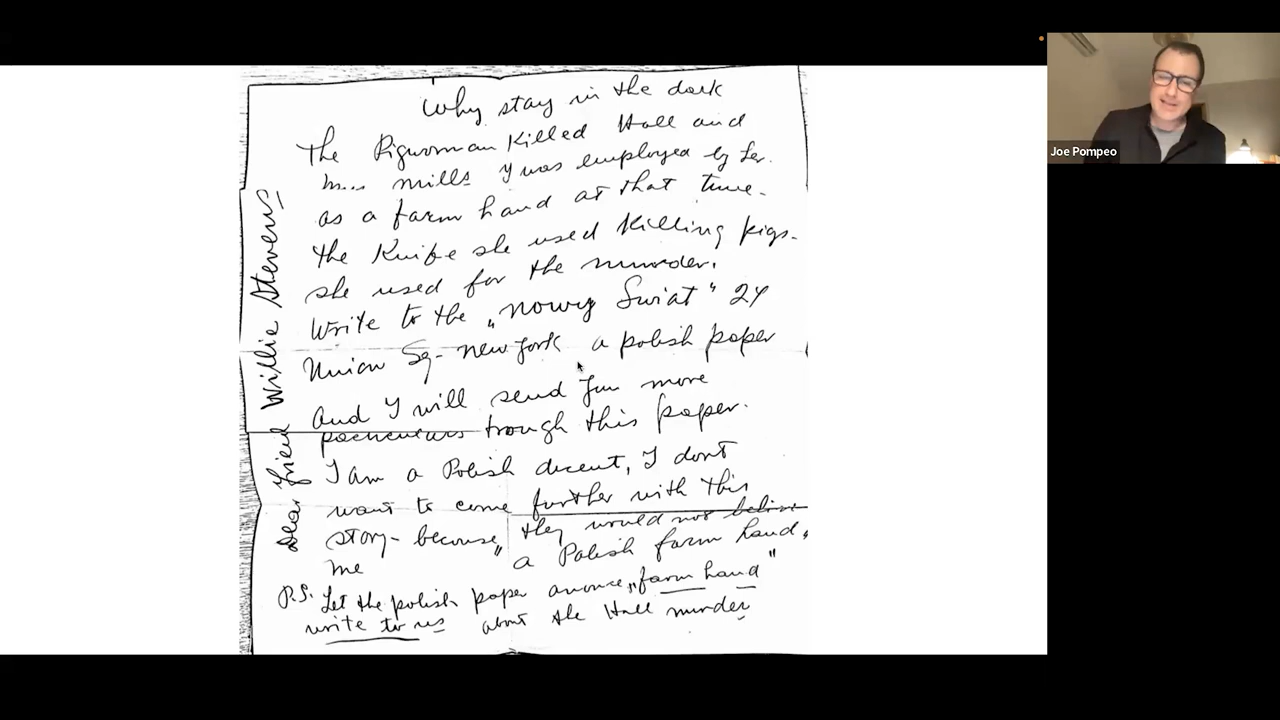 Why stay in the dark
The Pigwoman killed Hall and
mills I was employed by
as a farm hand at that time.
the Knife she used Killing pigs.
she used for the murder.
Write to the „nowy Swiat" 24
Union Sq- new york a polish paper
And I will send you more
trough this paper.
I am a Polish decent, I dont
want to come further with this
story- because „they would not believe
me a Polish farm hand"
P.S. Let the polish paper anonce „farm hand"
write to us about the Hall murder
Dear friend Willie Stevens
Joe Pompeo